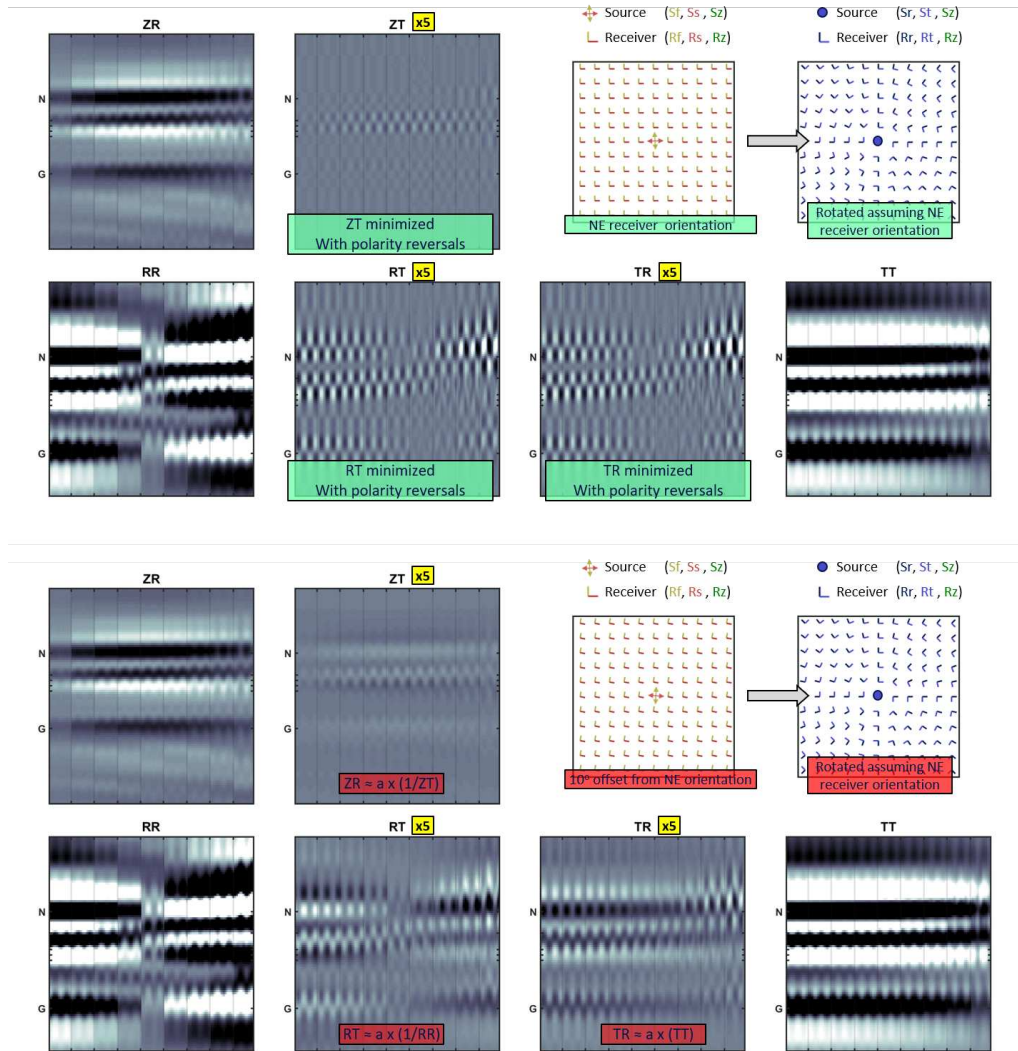 ZR
ZT x5
Source (Sf, Ss , Sz)
Receiver (Rf, Rs , Rz)
Source (Sr, St , Sz)
Receiver (Rr, Rt , Rz)
N
G
N
G
ZT minimized
With polarity reversals
NE receiver orientation
Rotated assuming NE
receiver orientation
RR
RT x5
TR x5
TT
N
G
N
G
N
G
N
G
RT minimized
With polarity reversals
TR minimized
With polarity reversals
ZR
ZT x5
Source (Sf, Ss , Sz)
Receiver (Rf, Rs , Rz)
Source (Sr, St , Sz)
Receiver (Rr, Rt , Rz)
N
G
N
G
ZR ≈ a x (1/ZT)
10° offset from NE orientation
Rotated assuming NE
receiver orientation
RR
RT x5
TR x5
TT
N
G
N
G
N
G
N
G
RT ≈ a x (1/RR)
TR ≈ a x (TT)